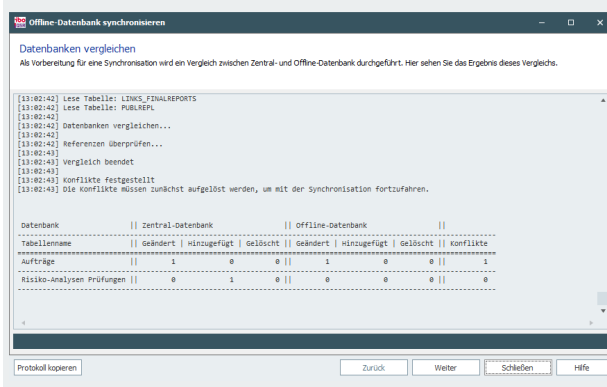 Offline-Datenbank synchronisieren
Datenbanken vergleichen
Als Vorbereitung für eine Synchronisation wird ein Vergleich zwischen Zentral- und Offline-Datenbank durchgeführt. Hier sehen Sie das Ergebnis dieses Vergleichs.
[13:02:42] Lese Tabelle: LINKS_FINALREPORTS
[13:02:42] Lese Tabelle: PUBLREPL
[13:02:42]
[13:02:42] Datenbanken vergleichen...
[13:02:42]
[13:02:42] Referenzen überprüfen...
[13:02:43]
[13:02:43] Vergleich beendet
[13:02:43]
[13:02:43] Konflikte festgestellt
[13:02:43] Die Konflikte müssen zunächst aufgelöst werden, um mit der Synchronisation fortzufahren.
Datenbank || Zentral-Datenbank || Offline-Datenbank ||
Tabellenname || Geändert | Hinzugefügt | Gelöscht || Geändert | Hinzugefügt | Gelöscht || Konflikte
Aufträge || 1 0 0 || 1 0 0 || 1
Risiko-Analysen Prüfungen || 0 1 0 || 0 0 0 || 0
Protokoll kopieren Zurück Weiter Schließen Hilfe